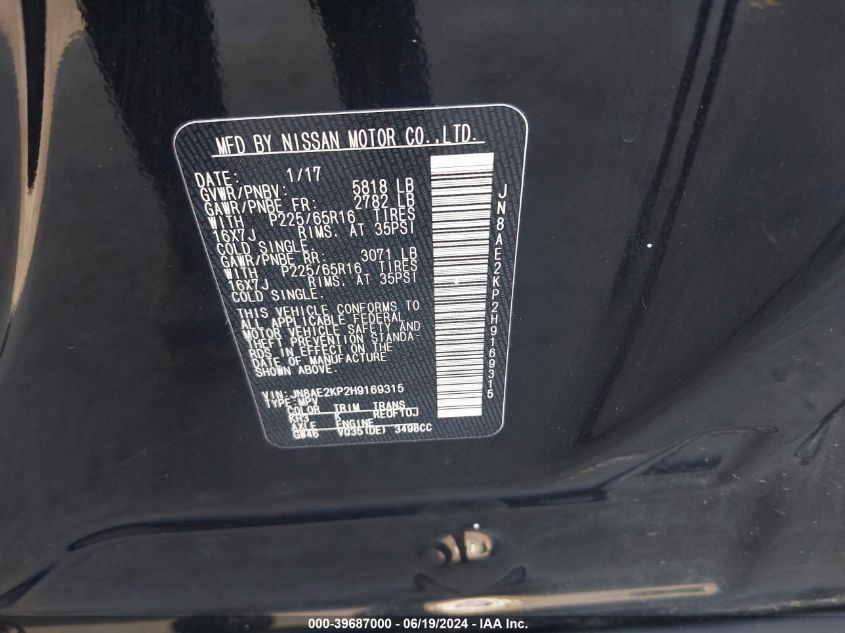 MFD BY NISSAN MOTOR CO.,LTD.
DATE: 1/17
GVWR/PNBV: 5818 LB
GAWR/PNBE FR: 2782 LB
WITH P225/65R16 TIRES
16X7J RIMS. AT 35PSI
COLD SINGLE.
GAWR/PNBE RR: 3071 LB
WITH P225/65R16 TIRES
16X7J RIMS. AT 35PSI
COLD SINGLE.
THIS VEHICLE CONFORMS TO
ALL APPLICABLE FEDERAL
MOTOR VEHICLE SAFETY AND
THEFT PREVENTION STANDA-
RDS IN EFFECT ON THE
DATE OF MANUFACTURE
SHOWN ABOVE.
VIN:JN8AE2KP2H9169315
TYPE:MPV
COLOR TRIM TRANS
KH3 K RE0F10J
AXLE ENGINE
GW46 VQ35(DE) 3498CC
JN8AE2KP2H9169315
000-39687000 - 06/19/2024 - IAA Inc.